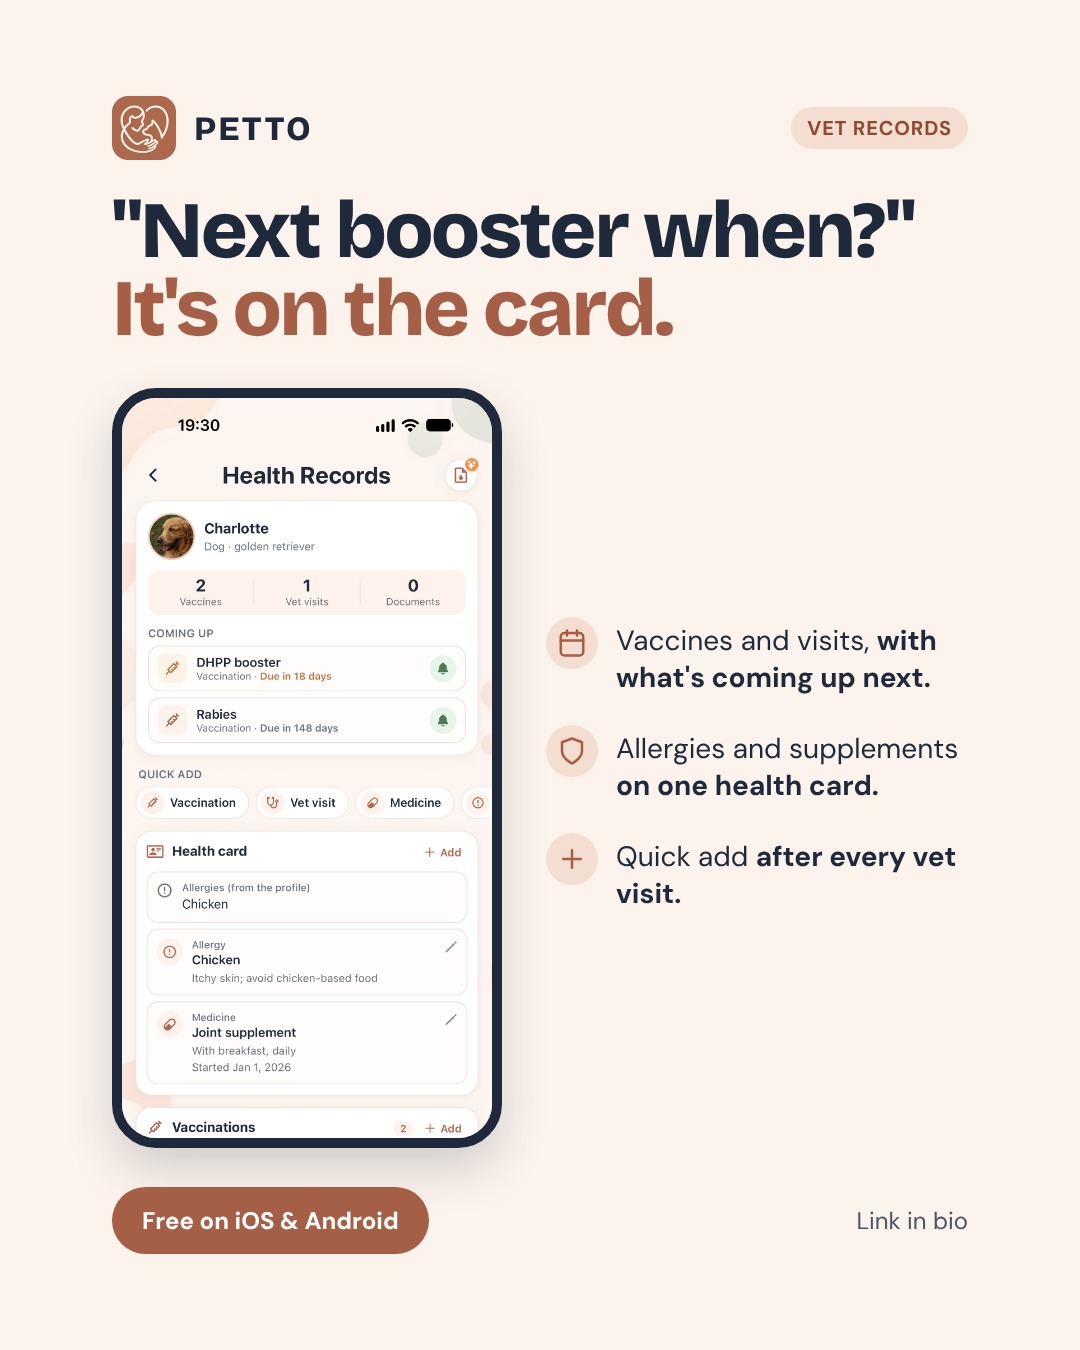 PETTO
VET RECORDS
"Next booster when?"
It's on the card.
19:30
Health Records
Charlotte
Dog · golden retriever
2
Vaccines
1
Vet visits
0
Documents
COMING UP
DHPP booster
Vaccination · Due in 18 days
Rabies
Vaccination · Due in 148 days
QUICK ADD
Vaccination
Vet visit
Medicine
Health card
+ Add
Allergies (from the profile)
Chicken
Allergy
Chicken
Itchy skin; avoid chicken-based food
Medicine
Joint supplement
With breakfast, daily
Started Jan 1, 2026
Vaccinations
2
+ Add
Vaccines and visits, with
what's coming up next.
Allergies and supplements
on one health card.
Quick add after every vet
visit.
Free on iOS & Android
Link in bio